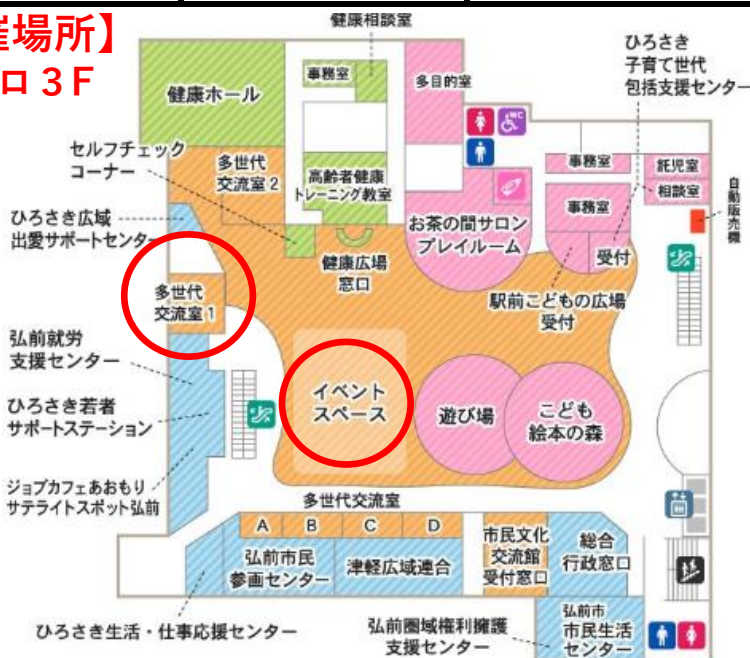 催場所】
ロ 3F
健康相談室
ひろさき
子育て世代
包括支援センター
事務室
多目的室
健康ホール
WC
セルフチェック
コーナー
多世代
交流室2
高齢者健康
トレーニング教室
事務室
託児室
相談室
自動販売機
ひろさき広域
出愛サポートセンター
お茶の間サロン
プレイルーム
事務室
受付
健康広場
窓口
駅前こどもの広場
受付
多世代
交流室1
弘前就労
支援センター
イベント
スペース
遊び場
こども
絵本の森
ひろさき若者
サポートステーション
ジョブカフェあおもり
サテライトスポット弘前
多世代交流室
A
B
C
D
弘前市民
参画センター
津軽広域連合
市民文化
交流館
受付窓口
総合
行政窓口
ひろさき生活・仕事応援センター
弘前圏域権利擁護
支援センター
弘前市
市民生活
センター